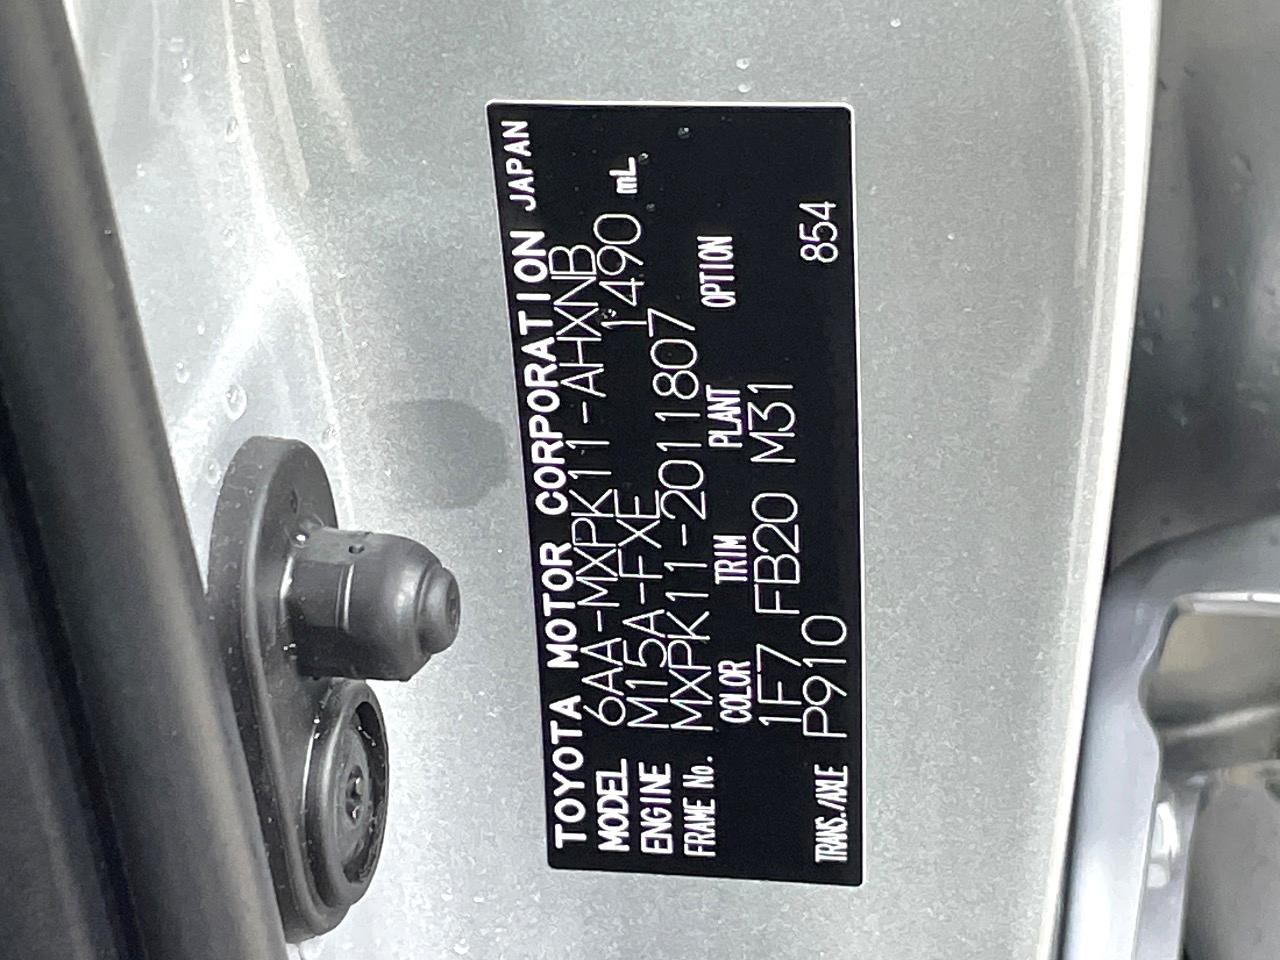 TOYOTA MOTOR CORPORATION JAPAN
MODEL 6AA-MXPK11-AHXNB
ENGINE M15A-FXE 1490 mL
FRAME No. MXPK11-2011807
COLOR TRIM PLANT OPTION
1F7 FB20 M31
TRANS./AXLE P910 854